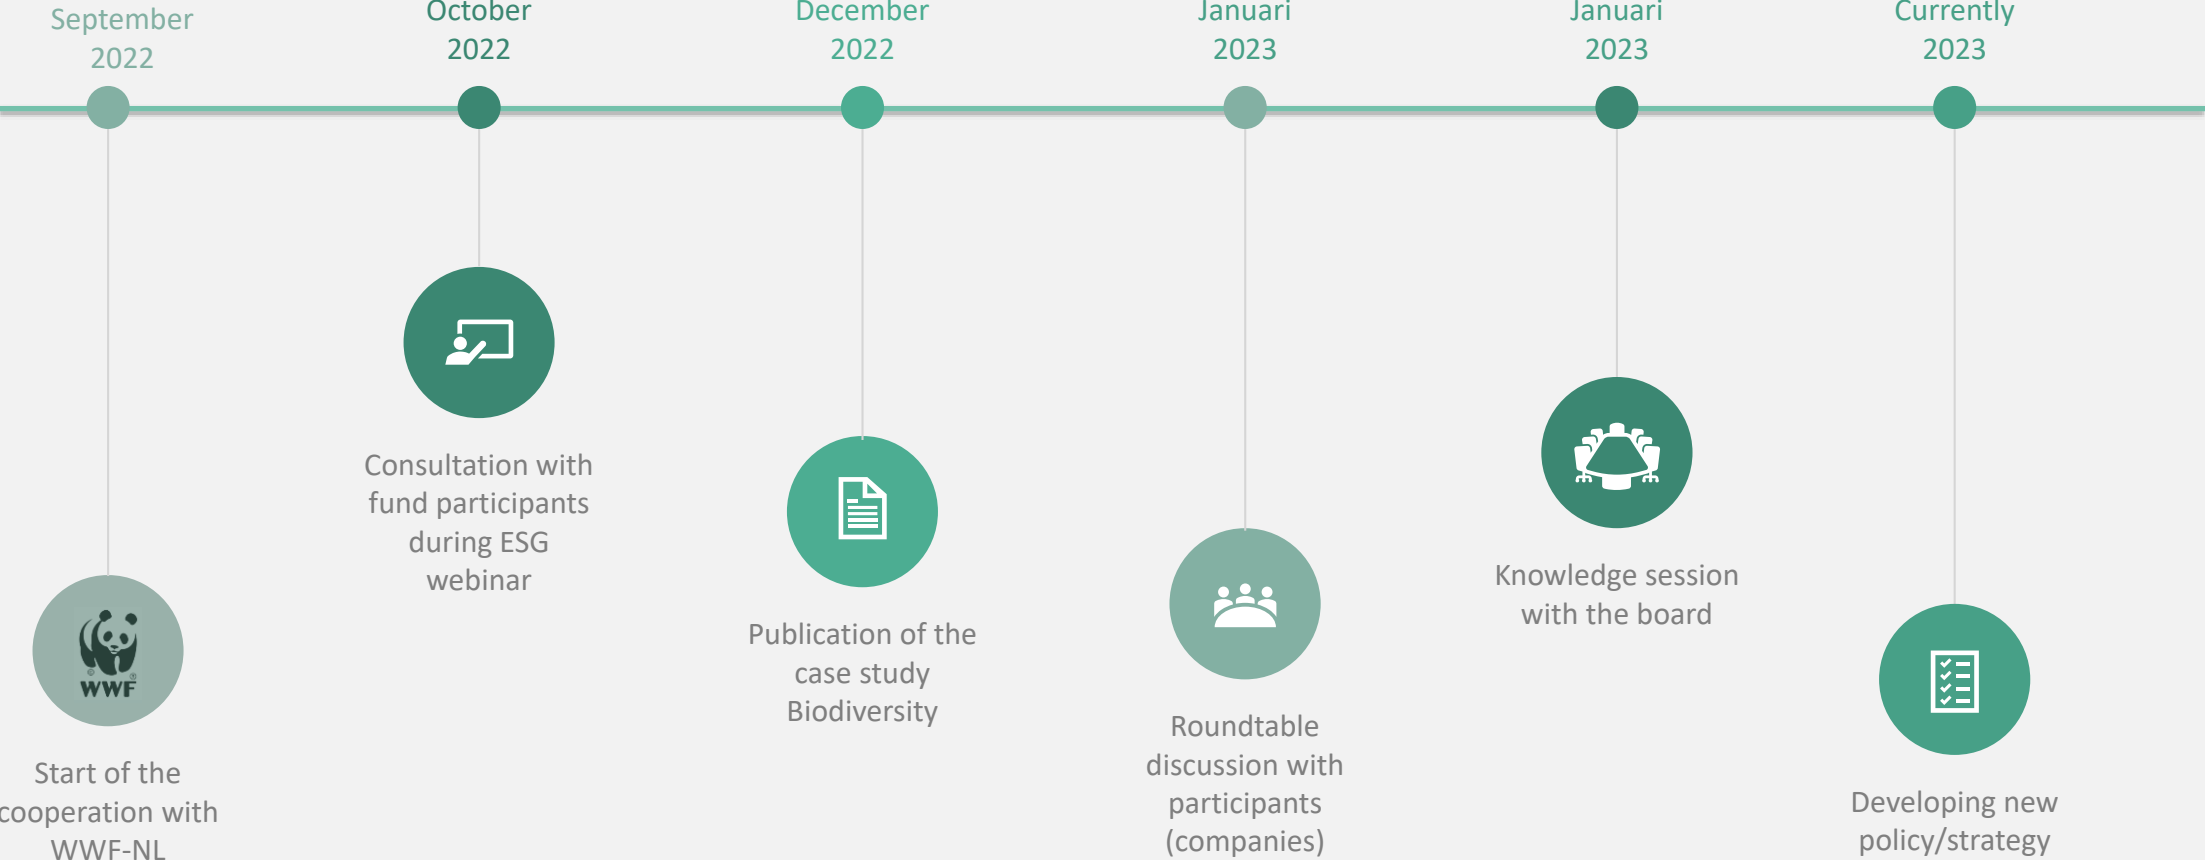 September
2022
October
2022
December
2022
Januari
2023
Januari
2023
Currently
2023
WWF
Start of the
cooperation with
WWF-NL
Consultation with
fund participants
during ESG
webinar
Publication of the
case study
Biodiversity
Roundtable
discussion with
participants
(companies)
Knowledge session
with the board
Developing new
policy/strategy